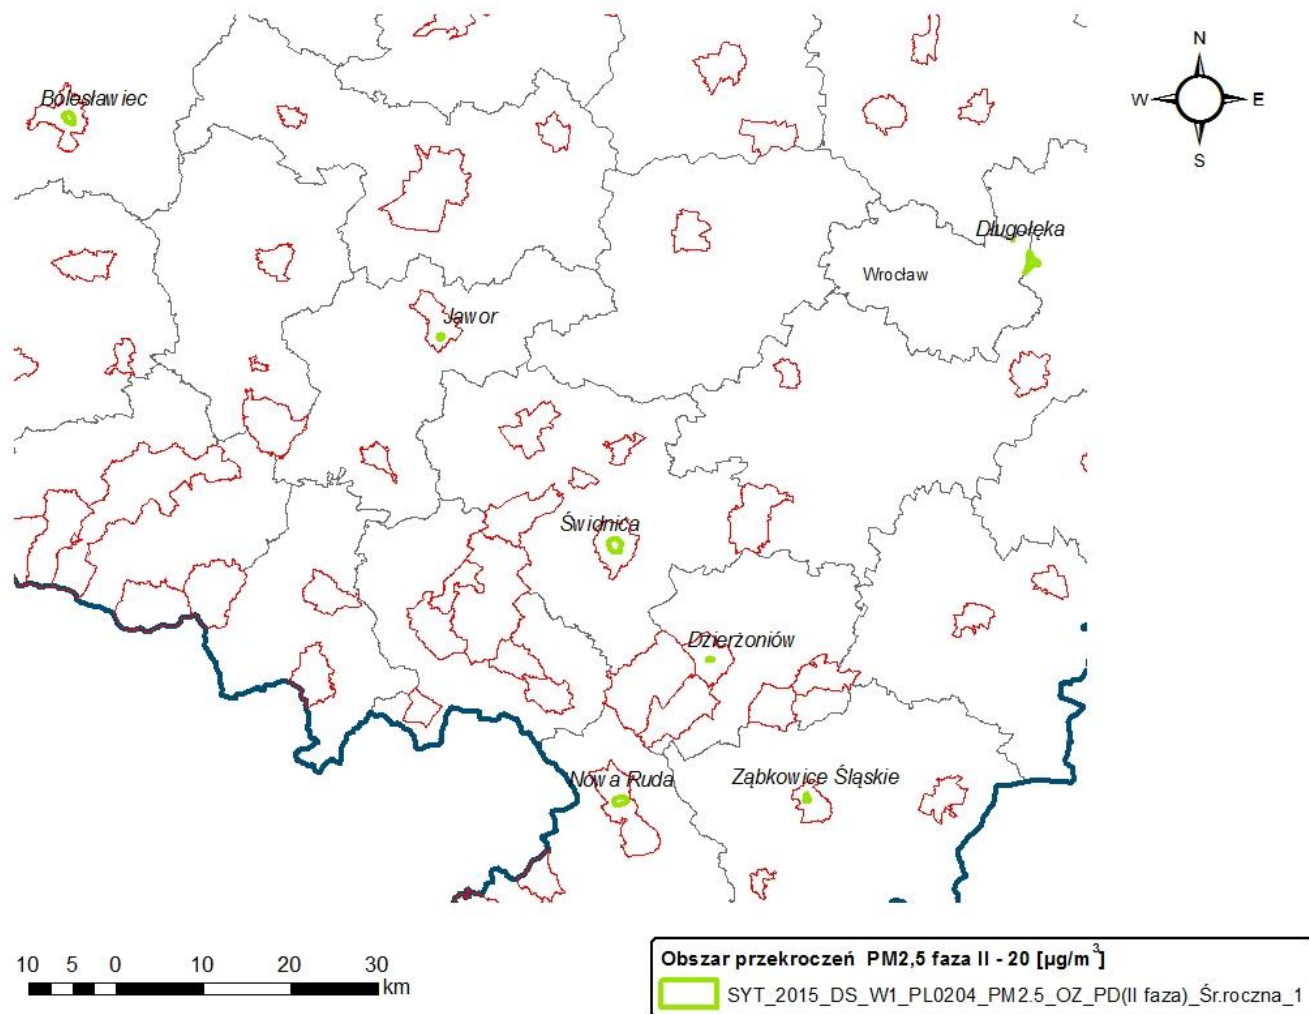 N
W
E
S
Bolesławiec
Długołęka
Wrocław
Jawor
Świdnica
Dzierżoniów
Nowa Ruda
Ząbkowice Śląskie
10 5 0 10 20 30
km
Obszar przekroczeń PM2,5 faza II - 20 [µg/m³]
SYT_2015_DS_W1_PL0204_PM2.5_OZ_PD(II faza)_Śr.roczna_1